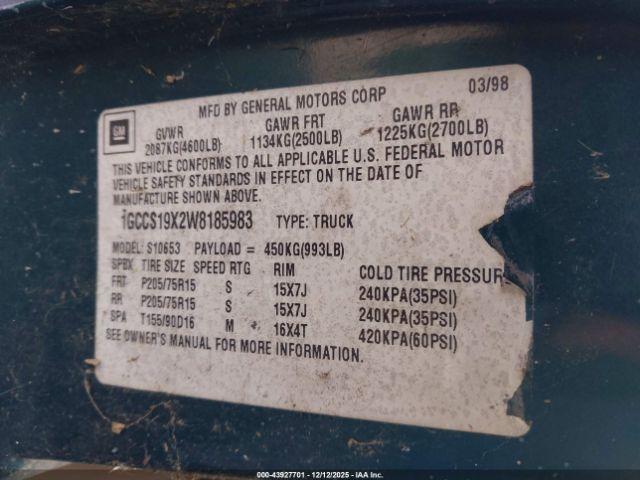 MFD BY GENERAL MOTORS CORP 03/98
GM GVWR GAWR FRT GAWR RR
2087KG(4600LB) 1134KG(2500LB) 1225KG(2700LB)
THIS VEHICLE CONFORMS TO ALL APPLICABLE U.S. FEDERAL MOTOR
VEHICLE SAFETY STANDARDS IN EFFECT ON THE DATE OF
MANUFACTURE SHOWN ABOVE.
1GCCS19X2W8185983 TYPE: TRUCK
MODEL: S10653 PAYLOAD = 450KG(993LB)
SPBX TIRE SIZE SPEED RTG RIM COLD TIRE PRESSUR
FRT P205/75R15 S 15X7J 240KPA(35PSI)
RR P205/75R15 S 15X7J 240KPA(35PSI)
SPA T155/90D16 M 16X4T 420KPA(60PSI)
SEE OWNER'S MANUAL FOR MORE INFORMATION.
000-43927701 - 12/12/2025 - IAA Inc.